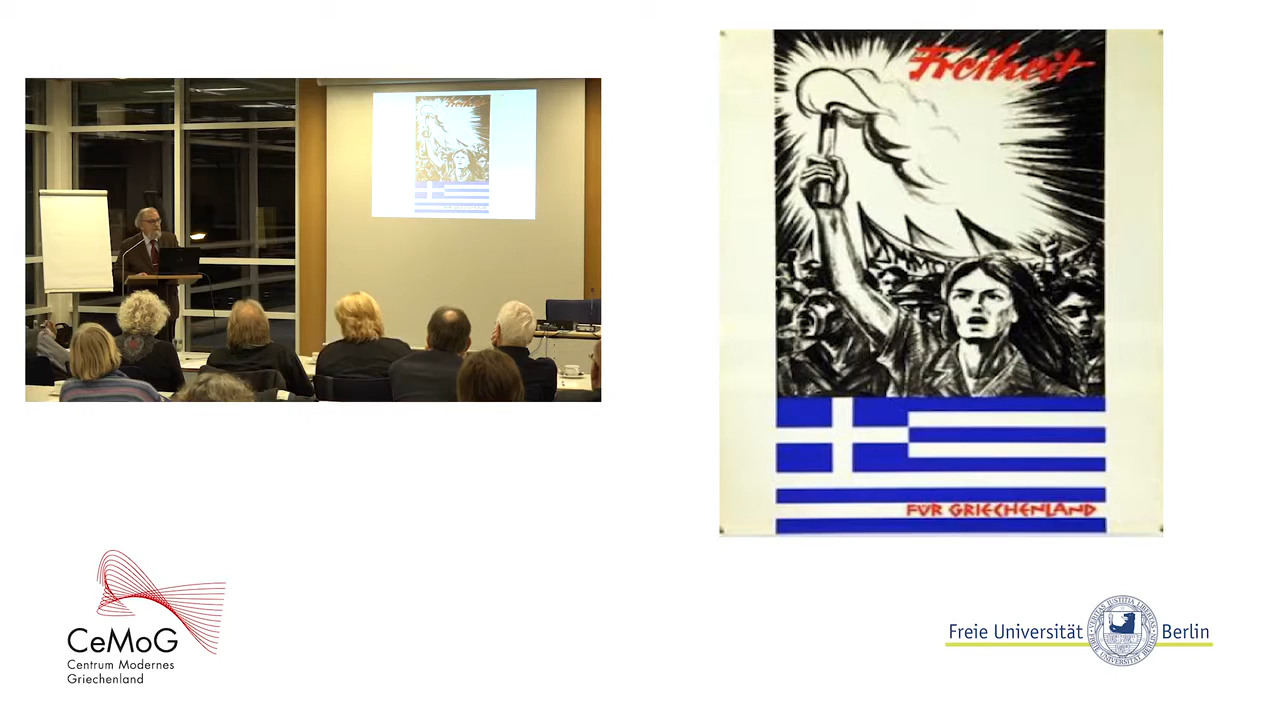 Freiheit
FÜR GRIECHENLAND
CeMoG
Centrum Modernes
Griechenland
Freie Universität
Berlin